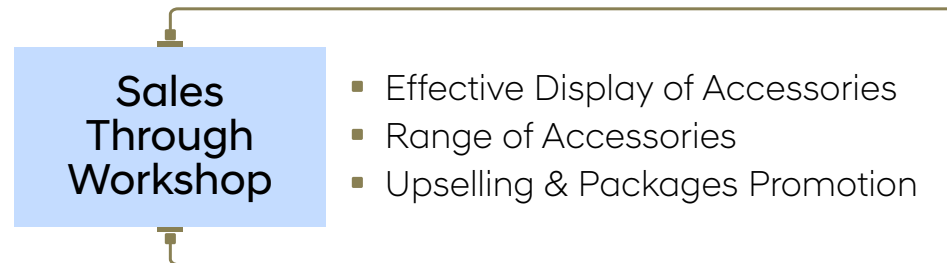 Sales
Through
Workshop
▪ Effective Display of Accessories
▪ Range of Accessories
▪ Upselling & Packages Promotion